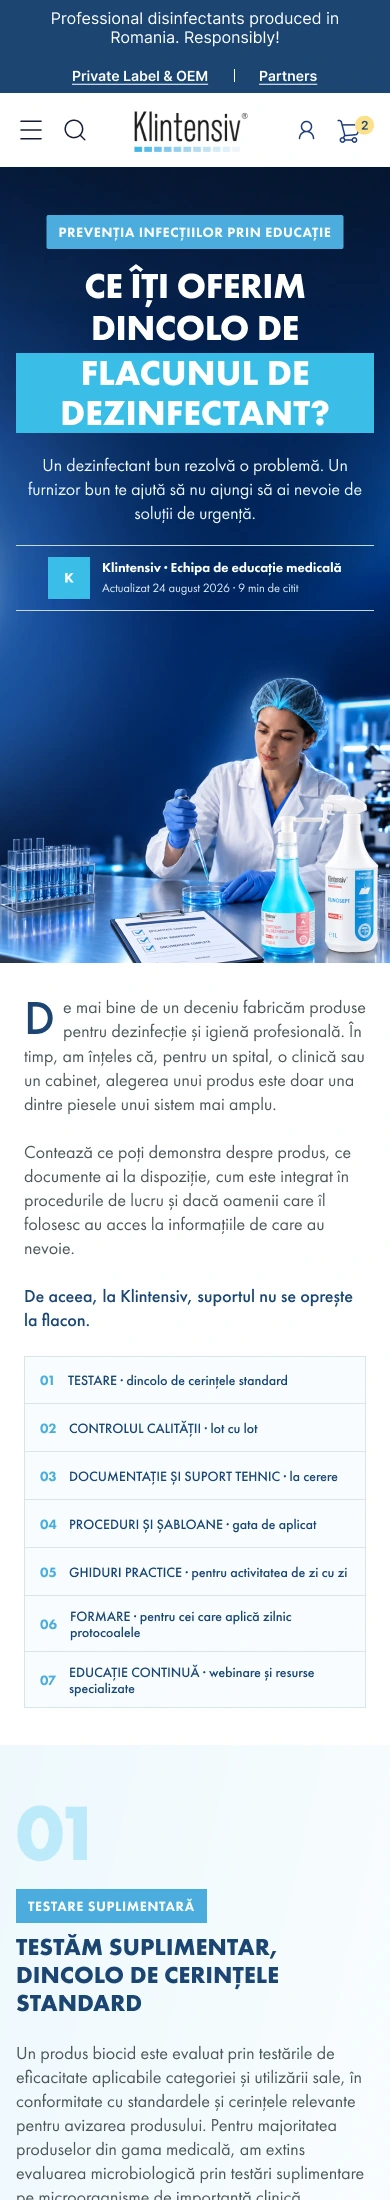 Professional disinfectants produced in
Romania. Responsibly!
Private Label & OEM | Partners
Klintensiv®
2
PREVENȚIA INFECȚIILOR PRIN EDUCAȚIE
CE ÎȚI OFERIM
DINCOLO DE
FLACUNUL DE
DEZINFECTANT?
Un dezinfectant bun rezolvă o problemă. Un
furnizor bun te ajută să nu ajungi să ai nevoie de
soluții de urgență.
K
Klintensiv · Echipa de educație medicală
Actualizat 24 august 2026 · 9 min de citit
Klintensiv
De mai bine de un deceniu fabricăm produse
pentru dezinfecție și igienă profesională. În
timp, am înțeles că, pentru un spital, o clinică sau
un cabinet, alegerea unui produs este doar una
dintre piesele unui sistem mai amplu.
Contează ce poți demonstra despre produs, ce
documente ai la dispoziție, cum este integrat în
procedurile de lucru și dacă oamenii care îl
folosesc au acces la informațiile de care au
nevoie.
De aceea, la Klintensiv, suportul nu se oprește
la flacon.
01 TESTARE · dincolo de cerințele standard
02 CONTROLUL CALITĂȚII · lot cu lot
03 DOCUMENTAȚIE ȘI SUPORT TEHNIC · la cerere
04 PROCEDURI ȘI ȘABLOANE · gata de aplicat
05 GHIDURI PRACTICE · pentru activitatea de zi cu zi
06 FORMARE · pentru cei care aplică zilnic
protocoalele
07 EDUCAȚIE CONTINUĂ · webinare și resurse
specializate
01
TESTARE SUPLIMENTARĂ
TESTĂM SUPLIMENTAR,
DINCOLO DE CERINȚELE
STANDARD
Un produs biocid este evaluat prin testările de
eficacitate aplicabile categoriei și utilizării sale, în
conformitate cu standardele și cerințele relevante
pentru avizarea produsului. Pentru majoritatea
produselor din gama medicală, am extins
evaluarea microbiologică prin testări suplimentare
pe microorganisme de importanță clinică